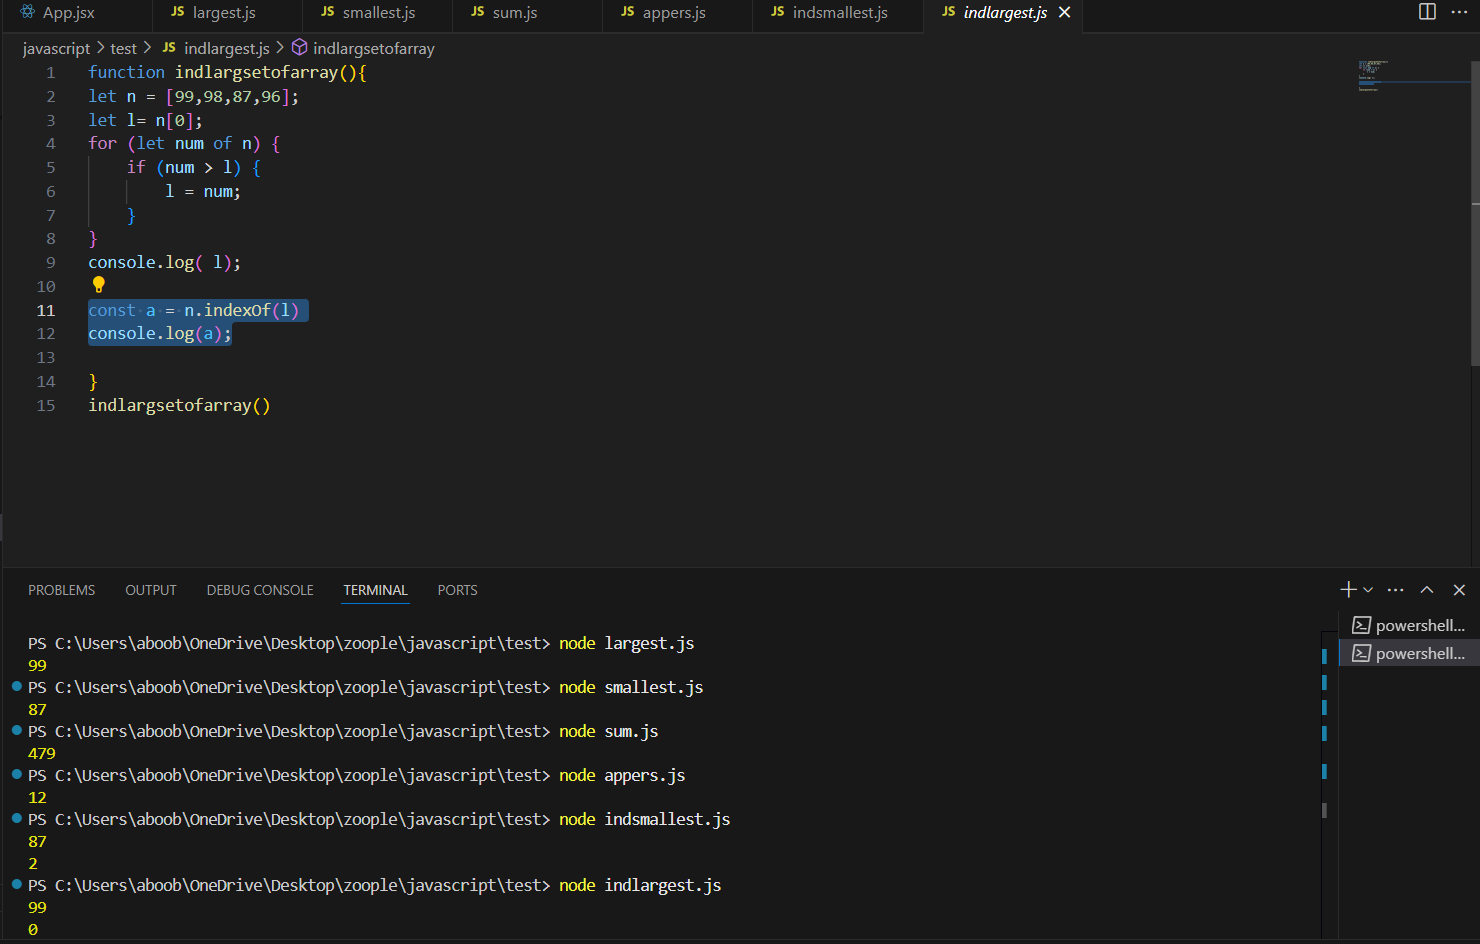 App.jsx JS largest.js JS smallest.js JS sum.js JS appers.js JS indsmallest.js JS indlargest.js
javascript > test > JS indlargest.js > indlargsetofarray
1 function indlargsetofarray(){
2 let n = [99,98,87,96];
3 let l= n[0];
4 for (let num of n) {
5 if (num > l) {
6 l = num;
7 }
8 }
9 console.log( l);
10
11 const a = n.indexOf(l)
12 console.log(a);
13
14 }
15 indlargsetofarray()
PROBLEMS OUTPUT DEBUG CONSOLE TERMINAL PORTS
powershell...
powershell...
PS C:\Users\aboob\OneDrive\Desktop\zoople\javascript\test> node largest.js
99
PS C:\Users\aboob\OneDrive\Desktop\zoople\javascript\test> node smallest.js
87
PS C:\Users\aboob\OneDrive\Desktop\zoople\javascript\test> node sum.js
479
PS C:\Users\aboob\OneDrive\Desktop\zoople\javascript\test> node appers.js
12
PS C:\Users\aboob\OneDrive\Desktop\zoople\javascript\test> node indsmallest.js
87
2
PS C:\Users\aboob\OneDrive\Desktop\zoople\javascript\test> node indlargest.js
99
0